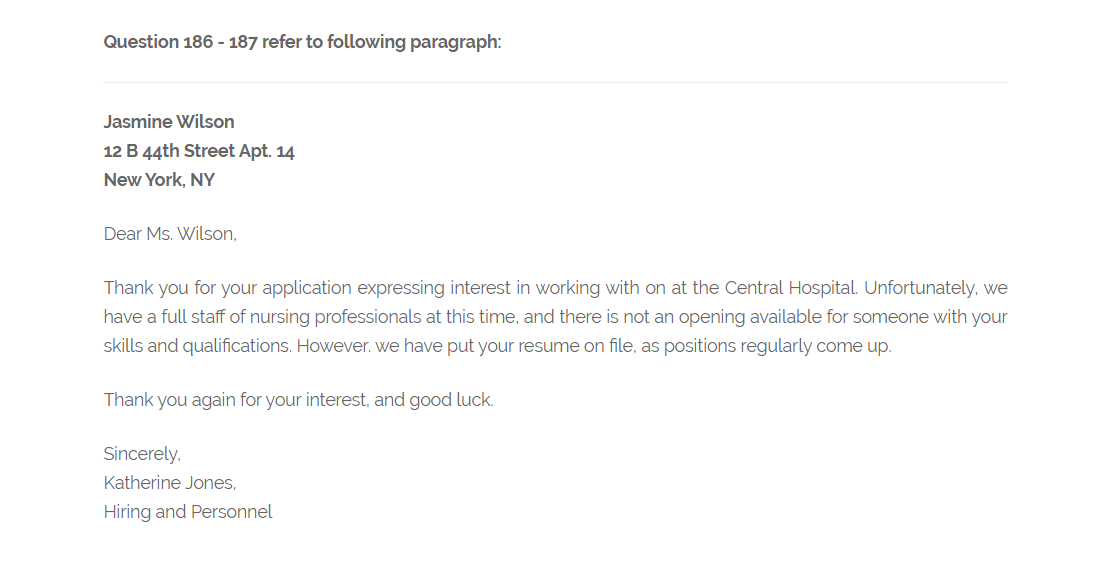 Question 186 - 187 refer to following paragraph:
Jasmine Wilson
12 B 44th Street Apt. 14
New York, NY
Dear Ms. Wilson,
Thank you for your application expressing interest in working with on at the Central Hospital. Unfortunately, we
have a full staff of nursing professionals at this time, and there is not an opening available for someone with your
skills and qualifications. However. we have put your resume on file, as positions regularly come up.
Thank you again for your interest, and good luck.
Sincerely,
Katherine Jones,
Hiring and Personnel